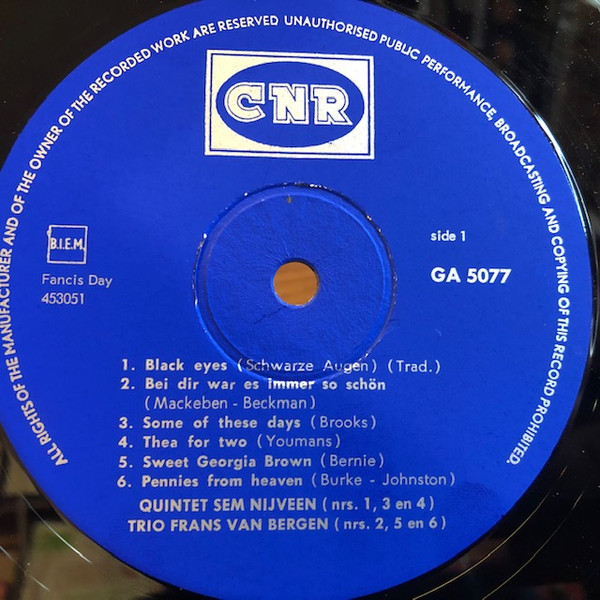 ALL RIGHTS OF THE MANUFACTURER AND OF THE OWNER OF THE RECORDED WORK ARE RESERVED UNAUTHORISED PUBLIC PERFORMANCE, BROADCASTING AND COPYING OF THIS RECORD PROHIBITED.
CNR
B.I.E.M.
side 1
Fancis Day
453051
GA 5077
1. Black eyes (Schwarze Augen) (Trad.)
2. Bei dir war es immer so schön
(Mackeben - Beckman)
3. Some of these days (Brooks)
4. Thea for two (Youmans)
5. Sweet Georgia Brown (Bernie)
6. Pennies from heaven (Burke - Johnston)
QUINTET SEM NIJVEEN (nrs. 1, 3 en 4)
TRIO FRANS VAN BERGEN (nrs. 2, 5 en 6)